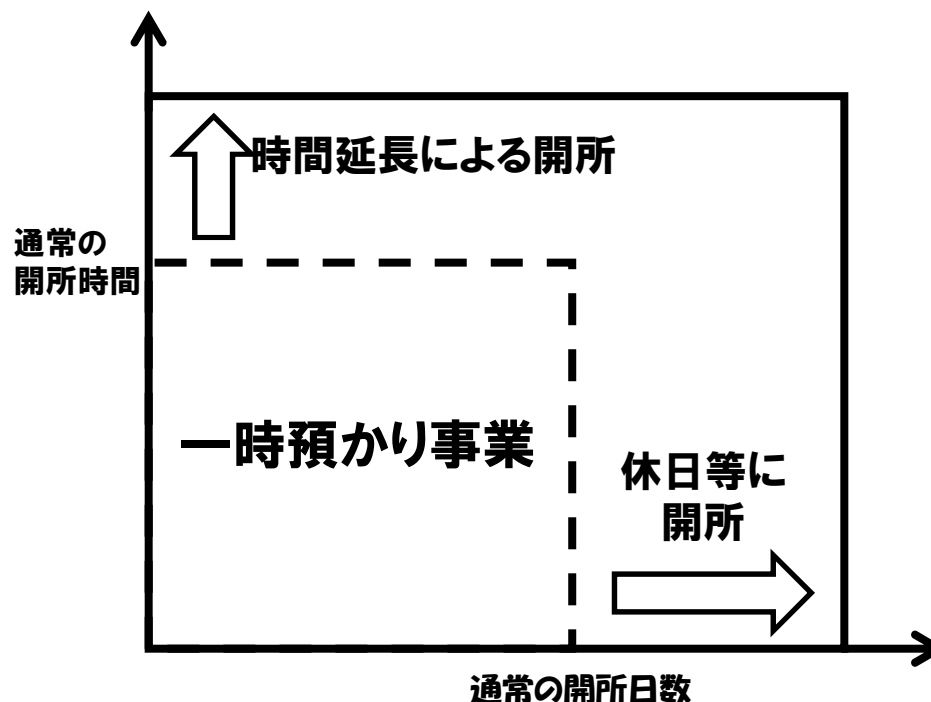 時間延長による開所
通常の
開所時間
一時預かり事業
休日等に
開所
通常の開所日数